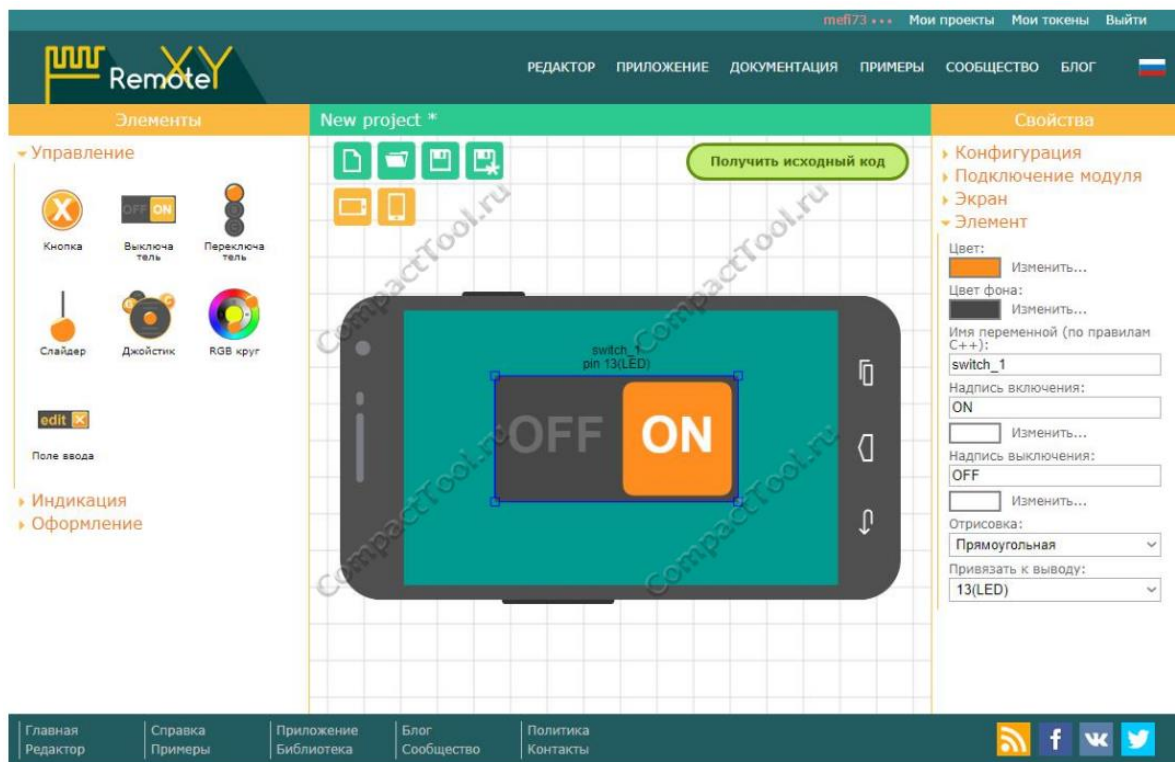 mefi73 ••• Мои проекты Мои токены Выйти
RemoteXY
РЕДАКТОР ПРИЛОЖЕНИЕ ДОКУМЕНТАЦИЯ ПРИМЕРЫ СООБЩЕСТВО БЛОГ
Элементы
New project *
Свойства
Управление
X
Кнопка
OFF ON
Выключа
тель
Переключа
тель
Слайдер
G C
Джойстик
RGB круг
edit X
Поле ввода
Индикация
Оформление
Получить исходный код
switch_1
pin 13(LED)
OFF ON
CompactTool.ru
CompactTool.ru
CompactTool.ru
CompactTool.ru
Конфигурация
Подключение модуля
Экран
Элемент
Цвет:
Изменить...
Цвет фона:
Изменить...
Имя переменной (по правилам
C++):
switch_1
Надпись включения:
ON
Изменить...
Надпись выключения:
OFF
Изменить...
Отрисовка:
Прямоугольная
Привязать к выводу:
13(LED)
Главная Справка Приложение Блог Политика
Редактор Примеры Библиотека Сообщество Контакты